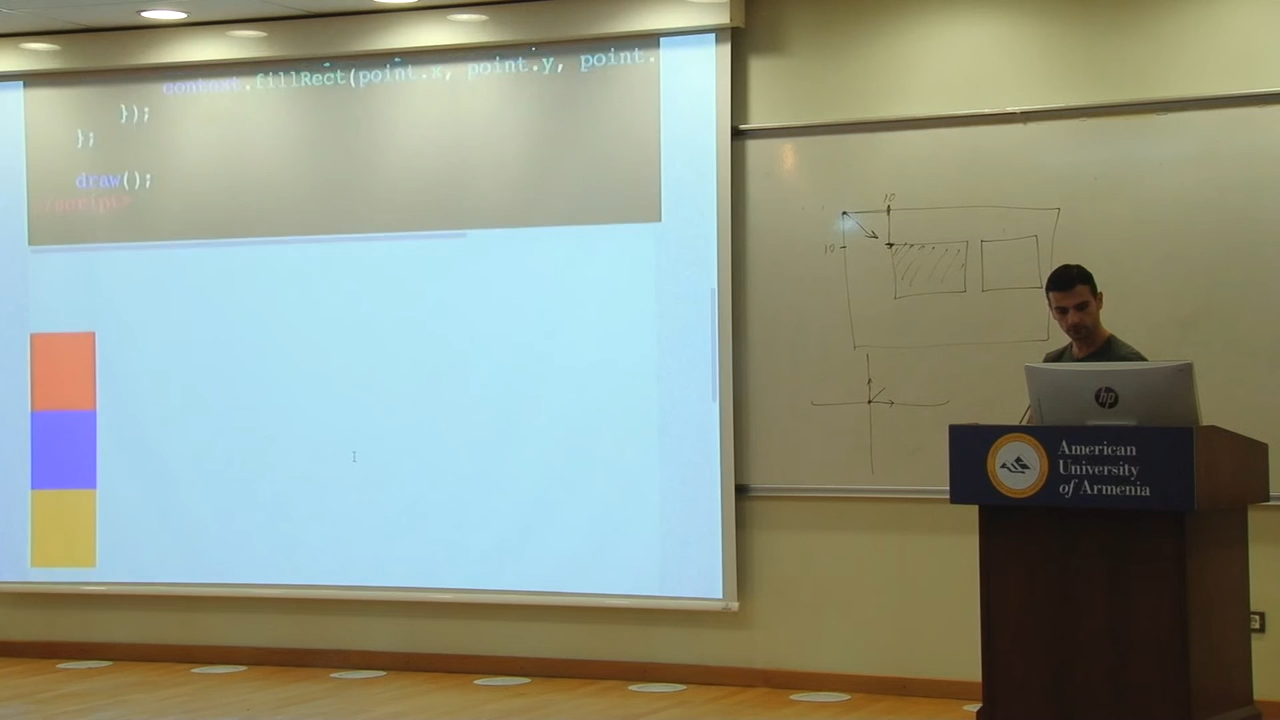 context.fillRect(point.x, point.y, point.
});
};
draw();
</script>
10
10
hp
American
University
of Armenia